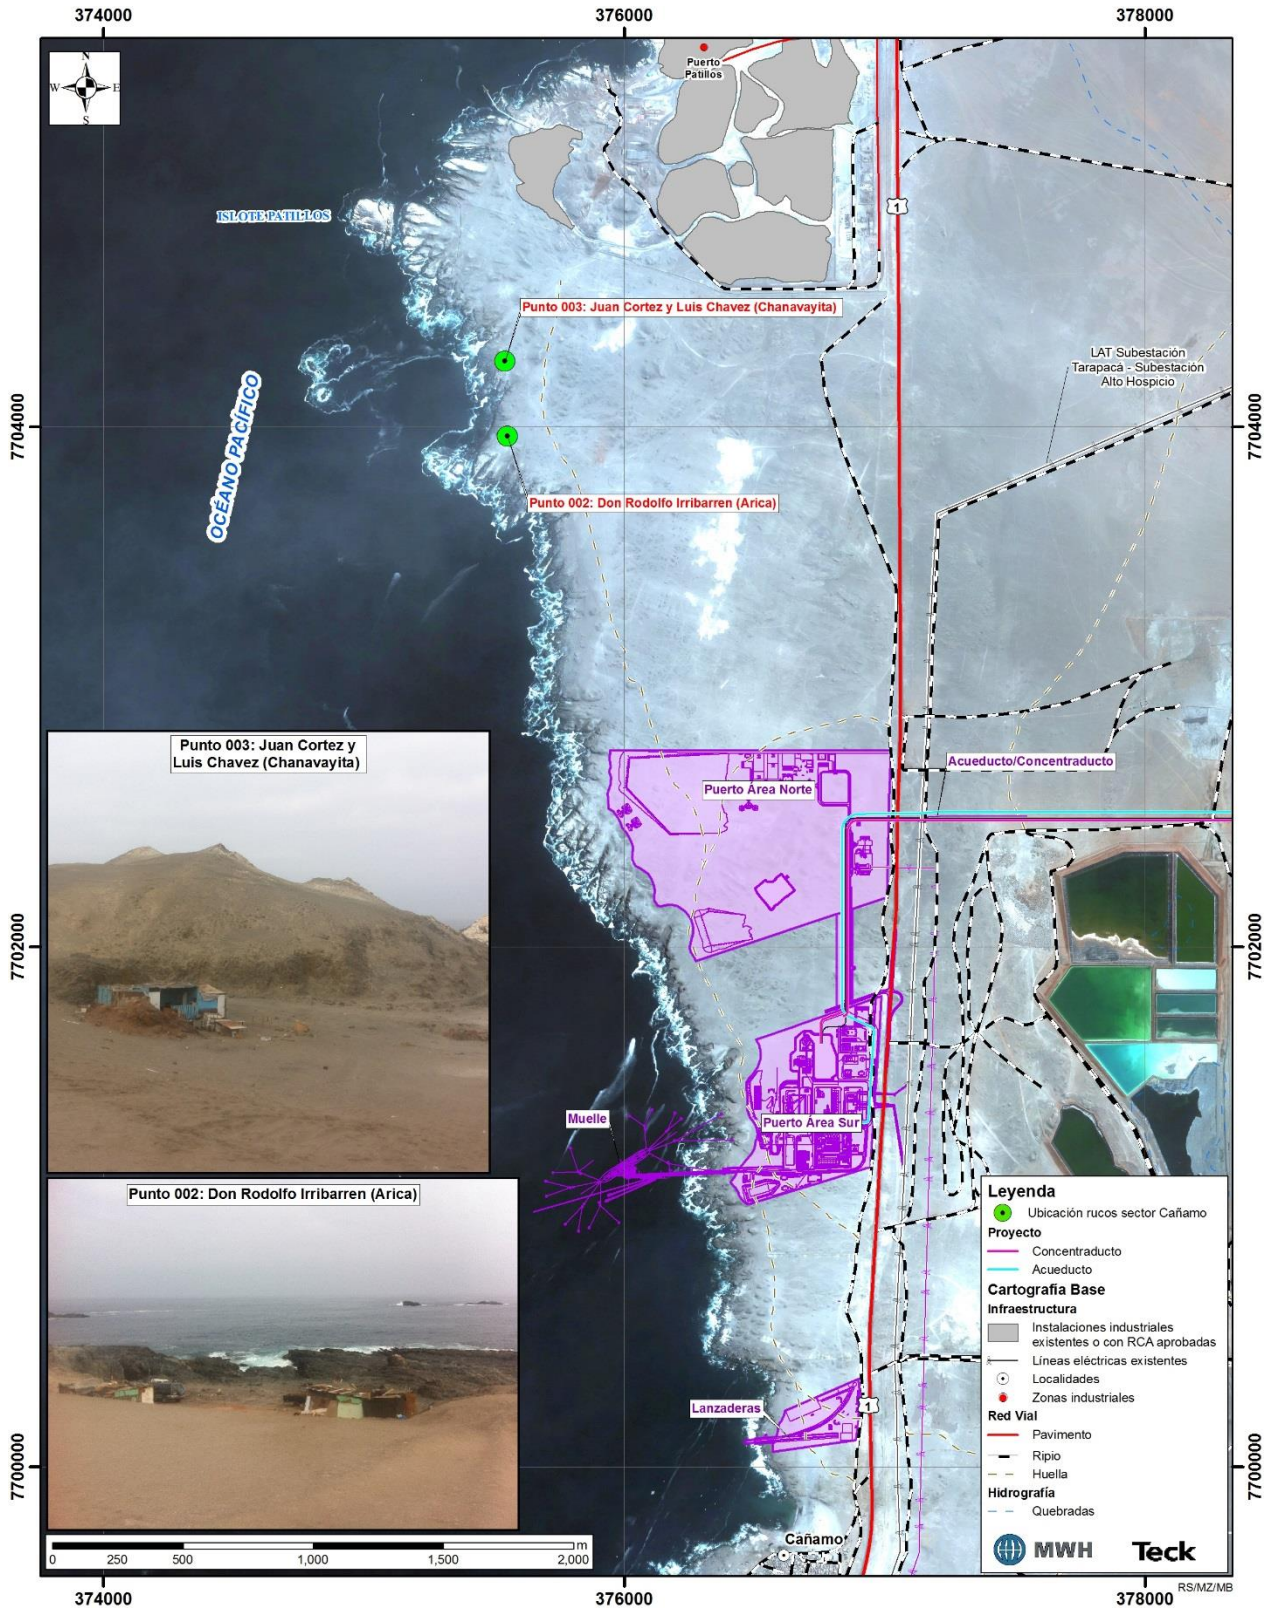 374000
376000
378000
N
W
E
S
Puerto
Patillos
1
ISLOTE PATILLOS
Punto 003: Juan Cortez y Luis Chavez (Chanavayita)
LAT Subestación
Tarapacá - Subestación
Alto Hospicio
OCÉANO PACÍFICO
7704000
7704000
Punto 002: Don Rodolfo Irribarren (Arica)
Punto 003: Juan Cortez y
Luis Chavez (Chanavayita)
Acueducto/Concentraducto
Puerto Área Norte
7702000
7702000
Muelle
Puerto Área Sur
Punto 002: Don Rodolfo Irribarren (Arica)
Leyenda
Ubicación rucos sector Cañamo
Proyecto
Concentraducto
Acueducto
Cartografía Base
Infraestructura
Instalaciones industriales
existentes o con RCA aprobadas
Líneas eléctricas existentes
Localidades
Zonas industriales
Red Vial
Pavimento
Ripio
Huella
Hidrografía
Quebradas
MWH
Teck
Lanzaderas
1
7700000
7700000
Cañamo
m
0 250 500 1,000 1,500 2,000
374000
376000
378000
RS/MZ/MB